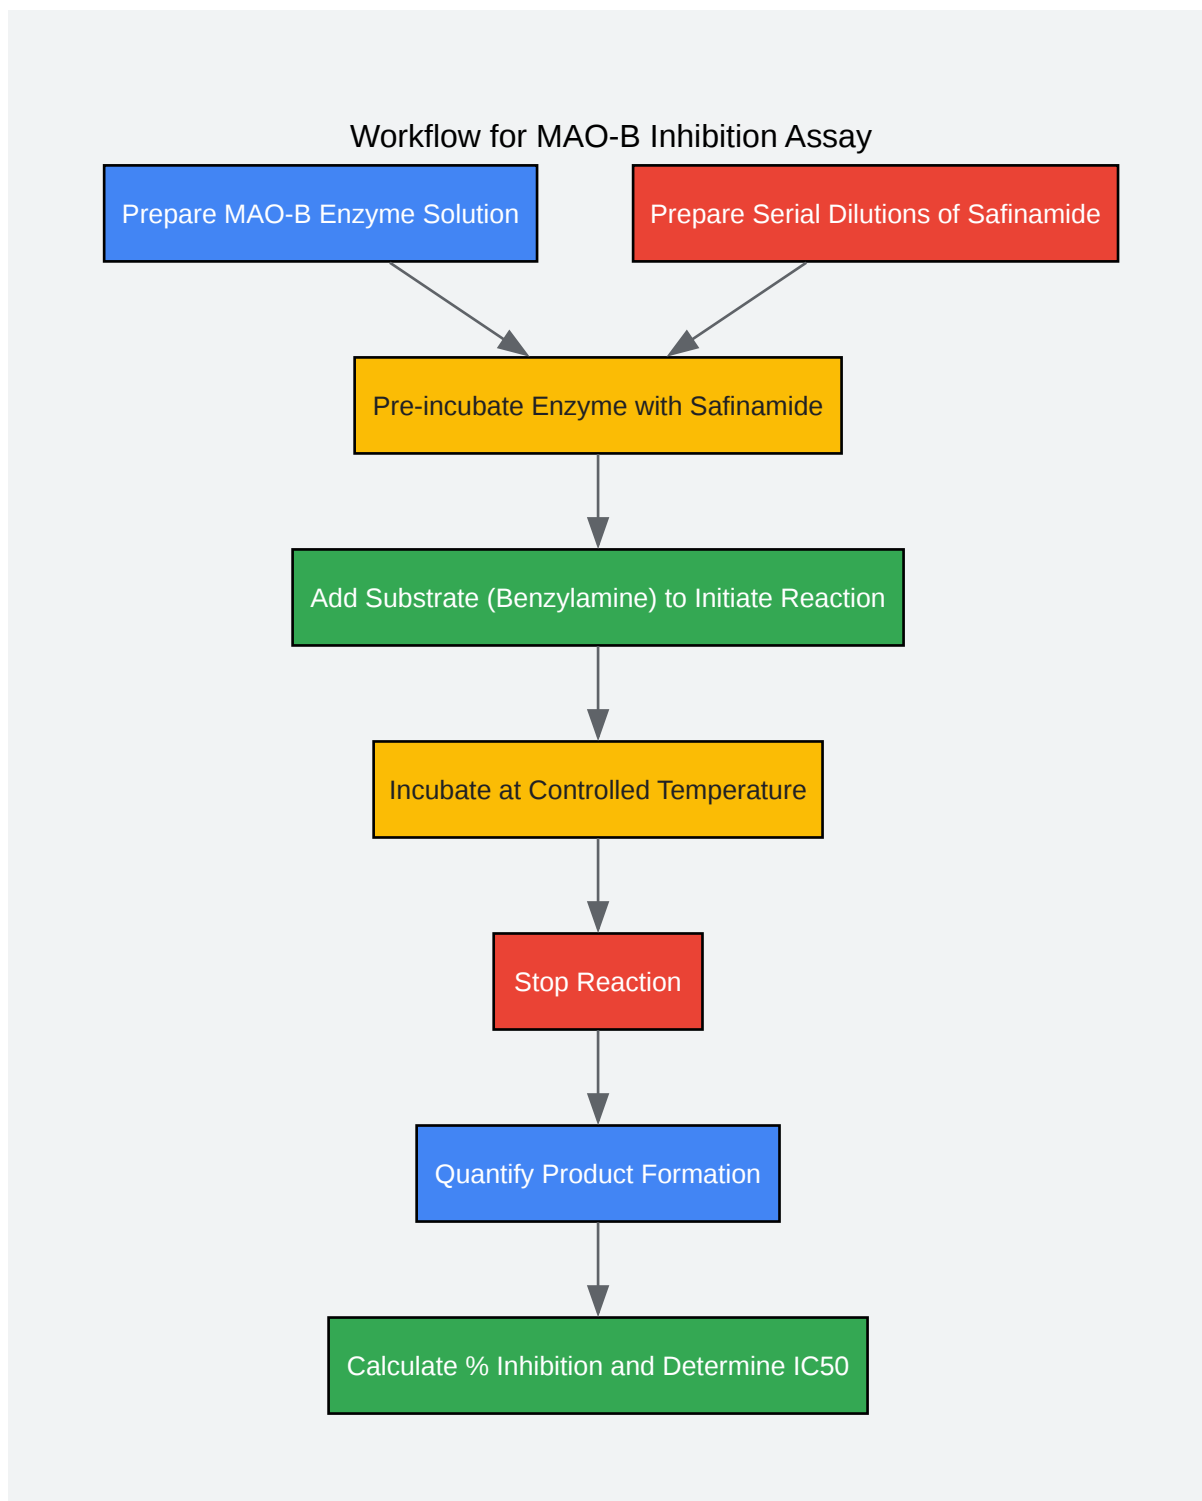 Workflow for MAO-B Inhibition Assay
Prepare MAO-B Enzyme Solution
Prepare Serial Dilutions of Safinamide
Pre-incubate Enzyme with Safinamide
Add Substrate (Benzylamine) to Initiate Reaction
Incubate at Controlled Temperature
Stop Reaction
Quantify Product Formation
Calculate % Inhibition and Determine IC50